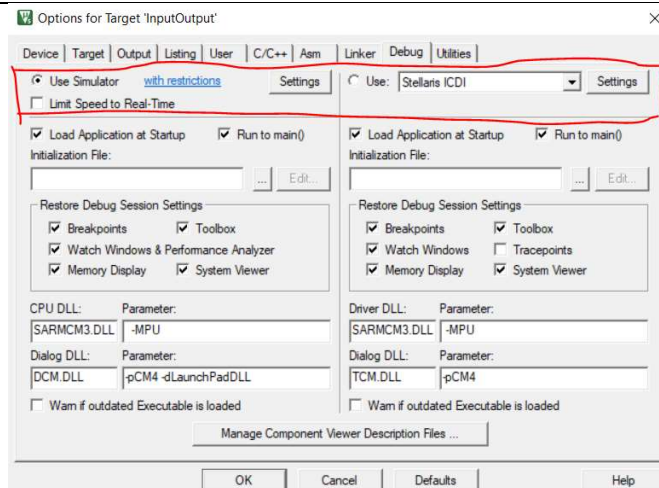 Options for Target 'InputOutput'
Device Target Output Listing User C/C++ Asm Linker Debug Utilities
Use Simulator with restrictions Settings Use: Stellaris ICDI Settings
Limit Speed to Real-Time
Load Application at Startup Run to main() Load Application at Startup Run to main()
Initialization File: Initialization File:
... Edit... ... Edit...
Restore Debug Session Settings Restore Debug Session Settings
Breakpoints Toolbox Breakpoints Toolbox
Watch Windows & Performance Analyzer Watch Windows Tracepoints
Memory Display System Viewer Memory Display System Viewer
CPU DLL: Parameter: Driver DLL: Parameter:
SARMCM3.DLL -MPU SARMCM3.DLL -MPU
Dialog DLL: Parameter: Dialog DLL: Parameter:
DCM.DLL -pCM4 -dLaunchPadDLL TCM.DLL -pCM4
Warn if outdated Executable is loaded Warn if outdated Executable is loaded
Manage Component Viewer Description Files ...
OK Cancel Defaults Help